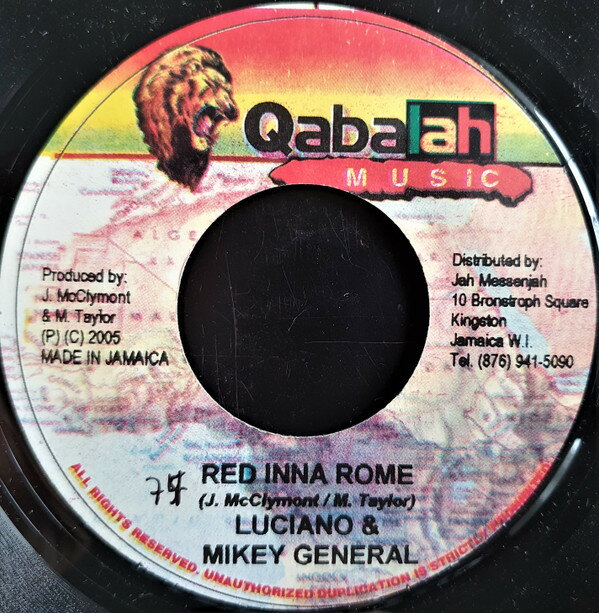 Qabalah
MUSIC
Produced by:
J. McClymont
& M. Taylor
(P) (C) 2005
MADE IN JAMAICA
Distributed by:
Jah Messenjah
10 Bronstroph Square
Kingston
Jamaica W.I.
Tel. (876) 941-5090
RED INNA ROME
(J. McClymont / M. Taylor)
LUCIANO &
MIKEY GENERAL
ALL RIGHTS RESERVED. UNAUTHORIZED DUPLICATION IS STRICTLY